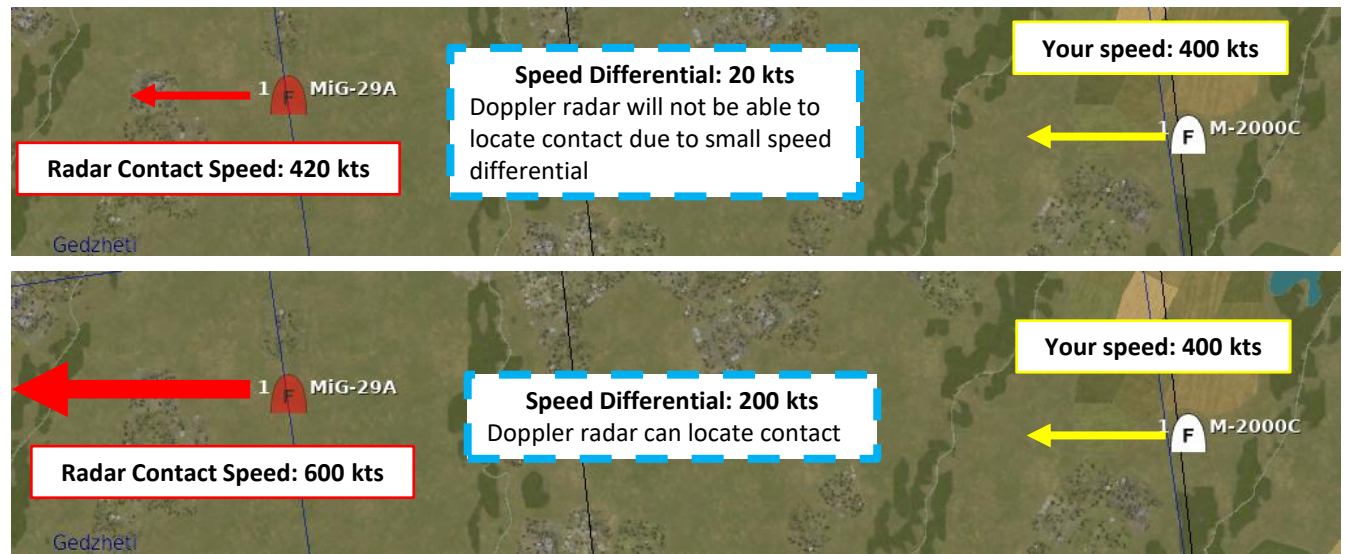 1 F MiG-29A
Radar Contact Speed: 420 kts
Gedzheti
Speed Differential: 20 kts
Doppler radar will not be able to
locate contact due to small speed
differential
Your speed: 400 kts
1 F M-2000C
1 F MiG-29A
Radar Contact Speed: 600 kts
Gedzheti
Speed Differential: 200 kts
Doppler radar can locate contact
Your speed: 400 kts
1 F M-2000C